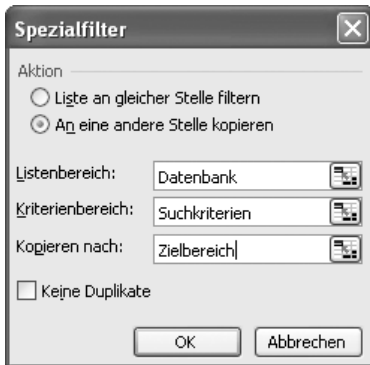 Spezialfilter
Aktion
Liste an gleicher Stelle filtern
An eine andere Stelle kopieren
Listenbereich: Datenbank
Kriterienbereich: Suchkriterien
Kopieren nach: Zielbereich
Keine Duplikate
OK Abbrechen